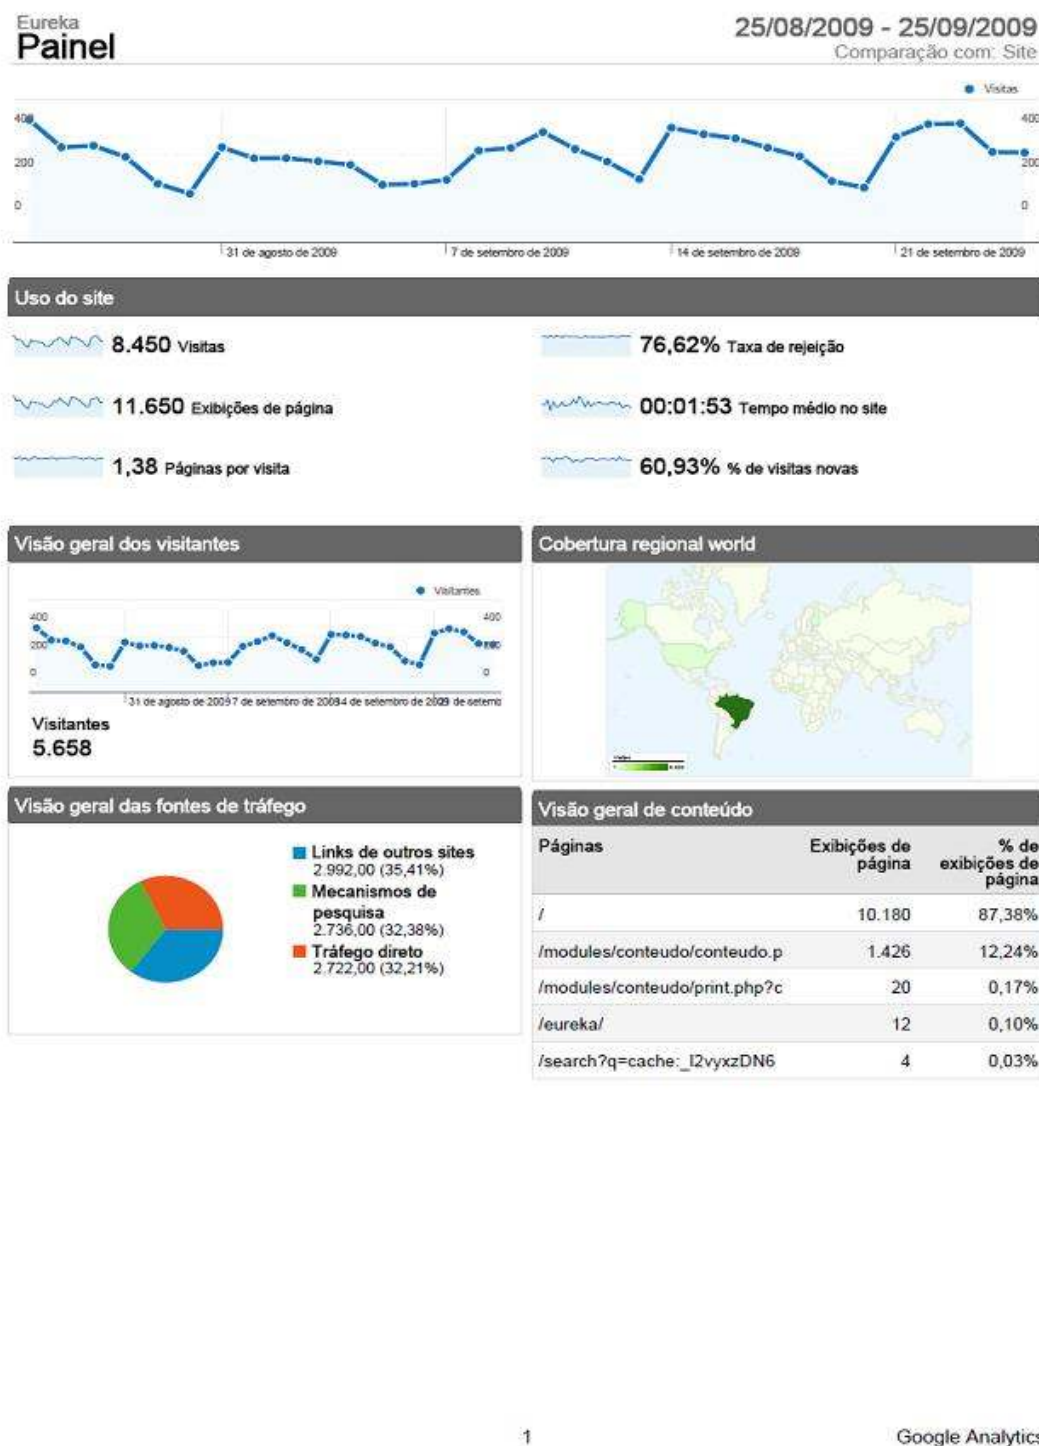 Eureka
Painel
25/08/2009 - 25/09/2009
Comparação com: Site
Visitas
400 400
200 200
0 0
31 de agosto de 2009 7 de setembro de 2009 14 de setembro de 2009 21 de setembro de 2009
Uso do site
8.450 Visitas
76,62% Taxa de rejeição
11.650 Exibições de página
00:01:53 Tempo médio no site
1,38 Páginas por visita
60,93% % de visitas novas
Visão geral dos visitantes
Visitantes
400 400
200
0 0
31 de agosto de 2009 7 de setembro de 2009 de setembro de
Visitantes
5.658
Cobertura regional world
Visão geral das fontes de tráfego
Links de outros sites
2.992,00 (35,41%)
Mecanismos de
pesquisa
2.736,00 (32,38%)
Tráfego direto
2.722,00 (32,21%)
Visão geral de conteúdo
Páginas Exibições de página % de exibições de página
/ 10.180 87,38%
/modules/conteudo/conteudo.p 1.426 12,24%
/modules/conteudo/print.php?c 20 0,17%
/eureka/ 12 0,10%
/search?q=cache:_l2vyxzDN6 4 0,03%
1
Google Analytics